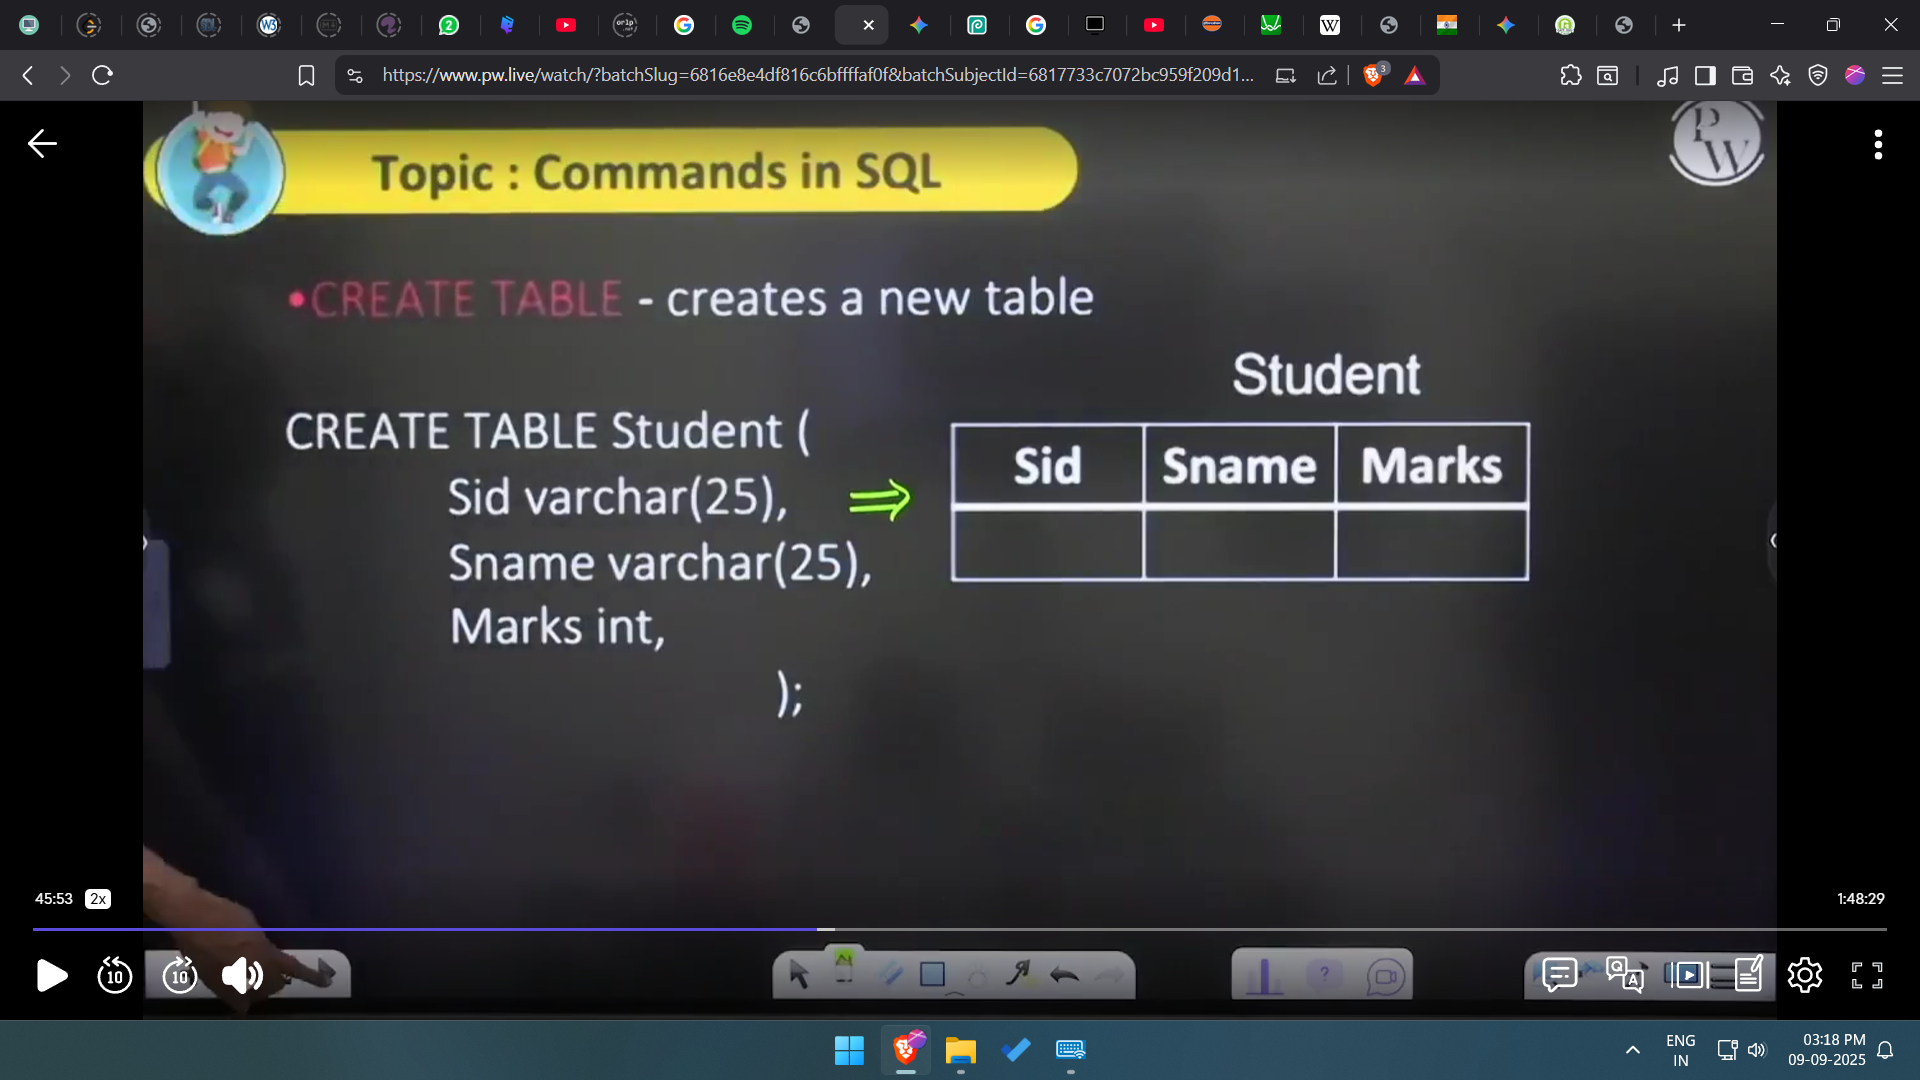 https://www.pw.live/watch/?batchSlug=6816e8e4df816c6bffffaf0f&batchSubjectId=6817733c7072bc959f209d1...
3
PW
Topic : Commands in SQL
•CREATE TABLE - creates a new table
Student
CREATE TABLE Student (
Sid varchar(25), ⇒
Sname varchar(25),
Marks int,
);
Sid Sname Marks
45:53 2x
1:48:29
10 10
ENG
IN
03:18 PM
09-09-2025